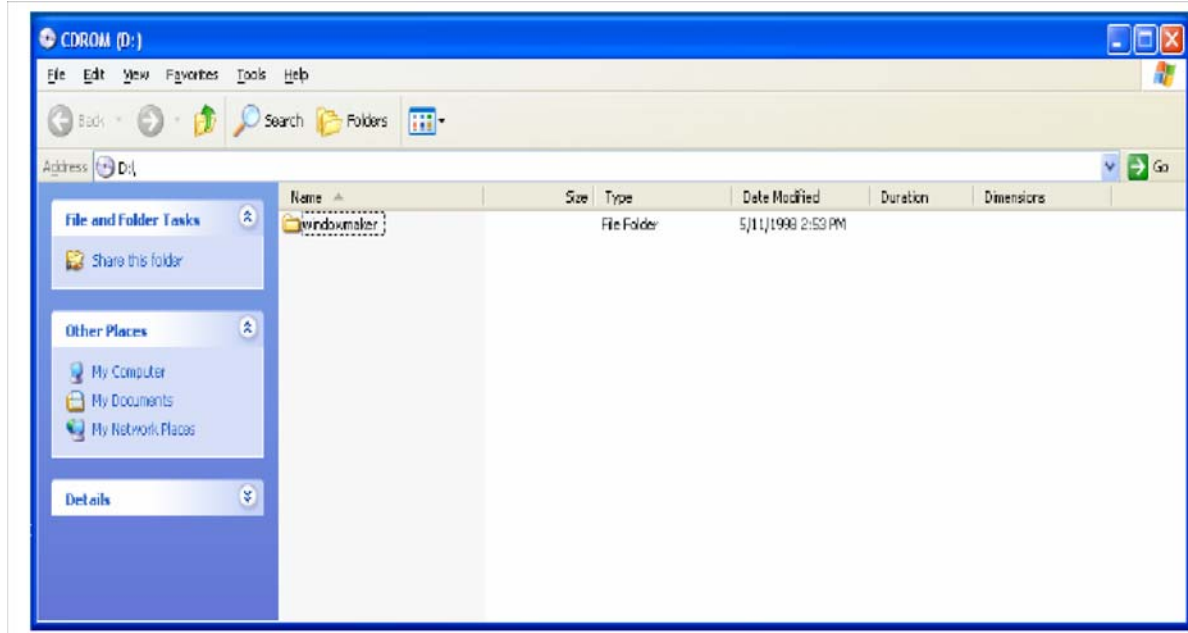 CDROM (D:)
File Edit View Favorites Tools Help
Back Search Folders
Address D:\ Go
Name Size Type Date Modified Duration Dimensions
File and Folder Tasks
windowmaker File Folder 5/11/1998 2:53 PM
Share this folder
Other Places
My Computer
My Documents
My Network Places
Details